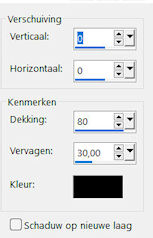 Verschuiving
Verticaal: 0
Horizontaal: 0
Kenmerken
Dekking: 80
Vervagen: 30,00
Kleur:
Schaduw op nieuwe laag